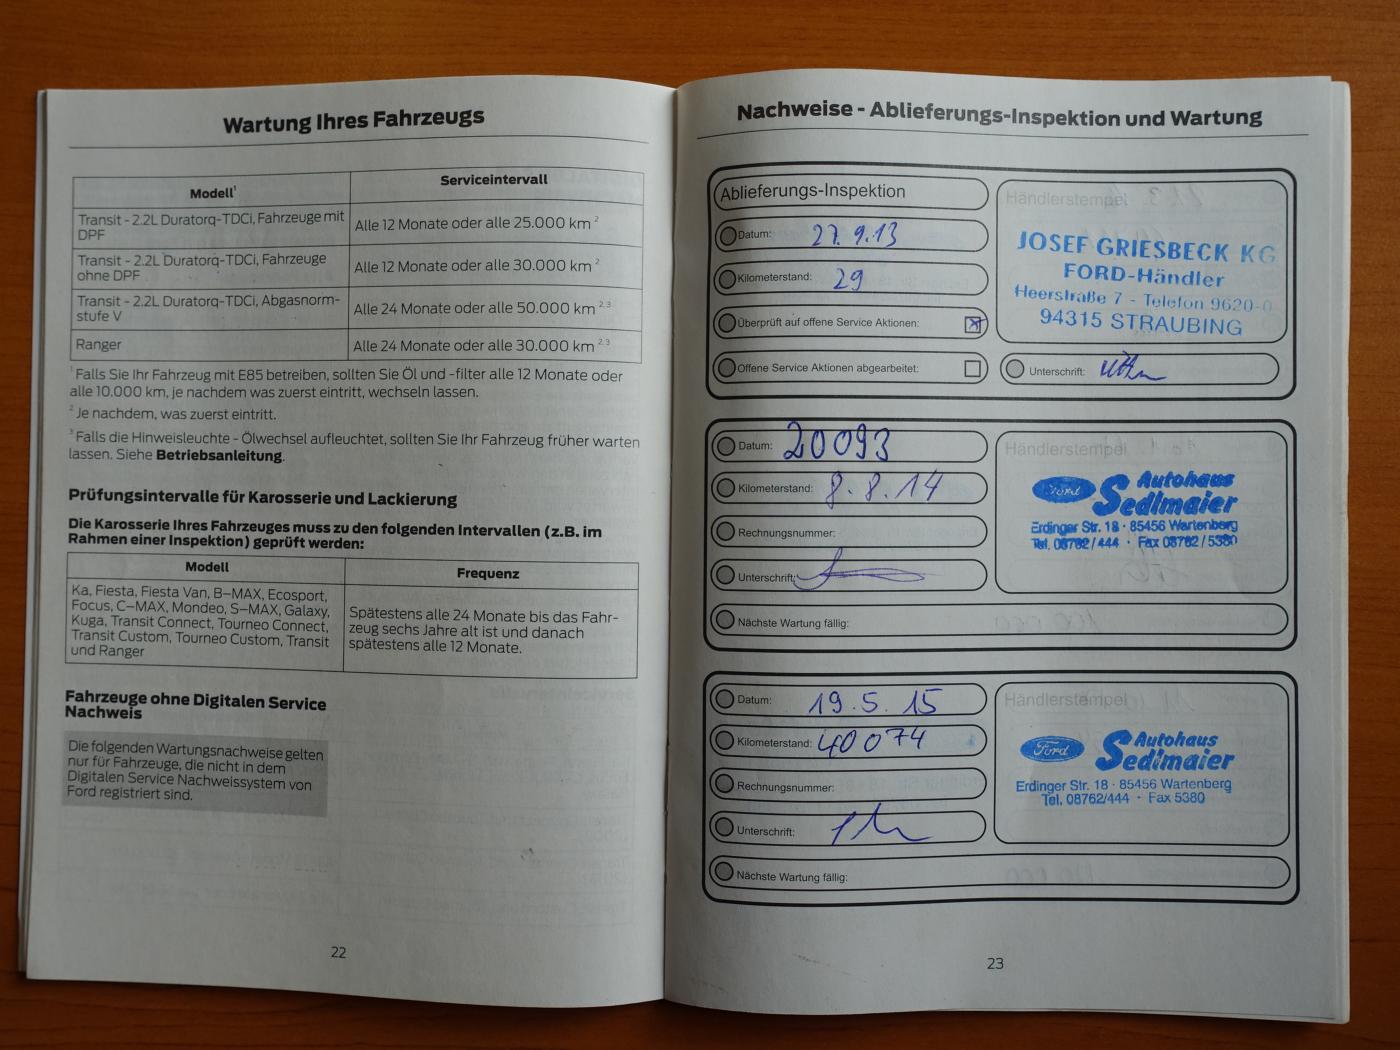 Wartung Ihres Fahrzeugs
Modell¹
Serviceintervall
Transit - 2.2L Duratorq-TDCi, Fahrzeuge mit
DPF
Alle 12 Monate oder alle 25.000 km ²
Transit - 2.2L Duratorq-TDCi, Fahrzeuge
ohne DPF
Alle 12 Monate oder alle 30.000 km ²
Transit - 2.2L Duratorq-TDCi, Abgasnorm-
stufe V
Alle 24 Monate oder alle 50.000 km ²,³
Ranger
Alle 24 Monate oder alle 30.000 km ²,³
¹ Falls Sie Ihr Fahrzeug mit E85 betreiben, sollten Sie Öl und -filter alle 12 Monate oder
alle 10.000 km, je nachdem was zuerst eintritt, wechseln lassen.
² Je nachdem, was zuerst eintritt.
³ Falls die Hinweisleuchte - Ölwechsel aufleuchtet, sollten Sie Ihr Fahrzeug früher warten
lassen. Siehe Betriebsanleitung.
Prüfungsintervalle für Karosserie und Lackierung
Die Karosserie Ihres Fahrzeuges muss zu den folgenden Intervallen (z.B. im
Rahmen einer Inspektion) geprüft werden:
Modell
Frequenz
Ka, Fiesta, Fiesta Van, B-MAX, Ecosport,
Focus, C-MAX, Mondeo, S-MAX, Galaxy,
Kuga, Transit Connect, Tourneo Connect,
Transit Custom, Tourneo Custom, Transit
und Ranger
Spätestens alle 24 Monate bis das Fahr-
zeug sechs Jahre alt ist und danach
spätestens alle 12 Monate.
Fahrzeuge ohne Digitalen Service
Nachweis
Die folgenden Wartungsnachweise gelten
nur für Fahrzeuge, die nicht in dem
Digitalen Service Nachweissystem von
Ford registriert sind.
22
Nachweise - Ablieferungs-Inspektion und Wartung
Ablieferungs-Inspektion
Datum: 27.9.13
Kilometerstand: 29
Überprüft auf offene Service Aktionen:
Offene Service Aktionen abgearbeitet:
Händlerstempel
JOSEF GRIESBECK KG
FORD-Händler
Heerstraße 7 - Telefon 9620-0
94315 STRAUBING
Unterschrift:
Datum: 20093
Kilometerstand: 8.8.14
Rechnungsnummer:
Unterschrift:
Nächste Wartung fällig:
Händlerstempel
Ford Autohaus
Sedlmaier
Erdinger Str. 18 · 85456 Wartenberg
Tel. 08762/444 · Fax 08762/5380
Datum: 19.5.15
Kilometerstand: 40074
Rechnungsnummer:
Unterschrift:
Nächste Wartung fällig:
Händlerstempel
Ford Autohaus
Sedlmaier
Erdinger Str. 18 · 85456 Wartenberg
Tel. 08762/444 · Fax 5380
23